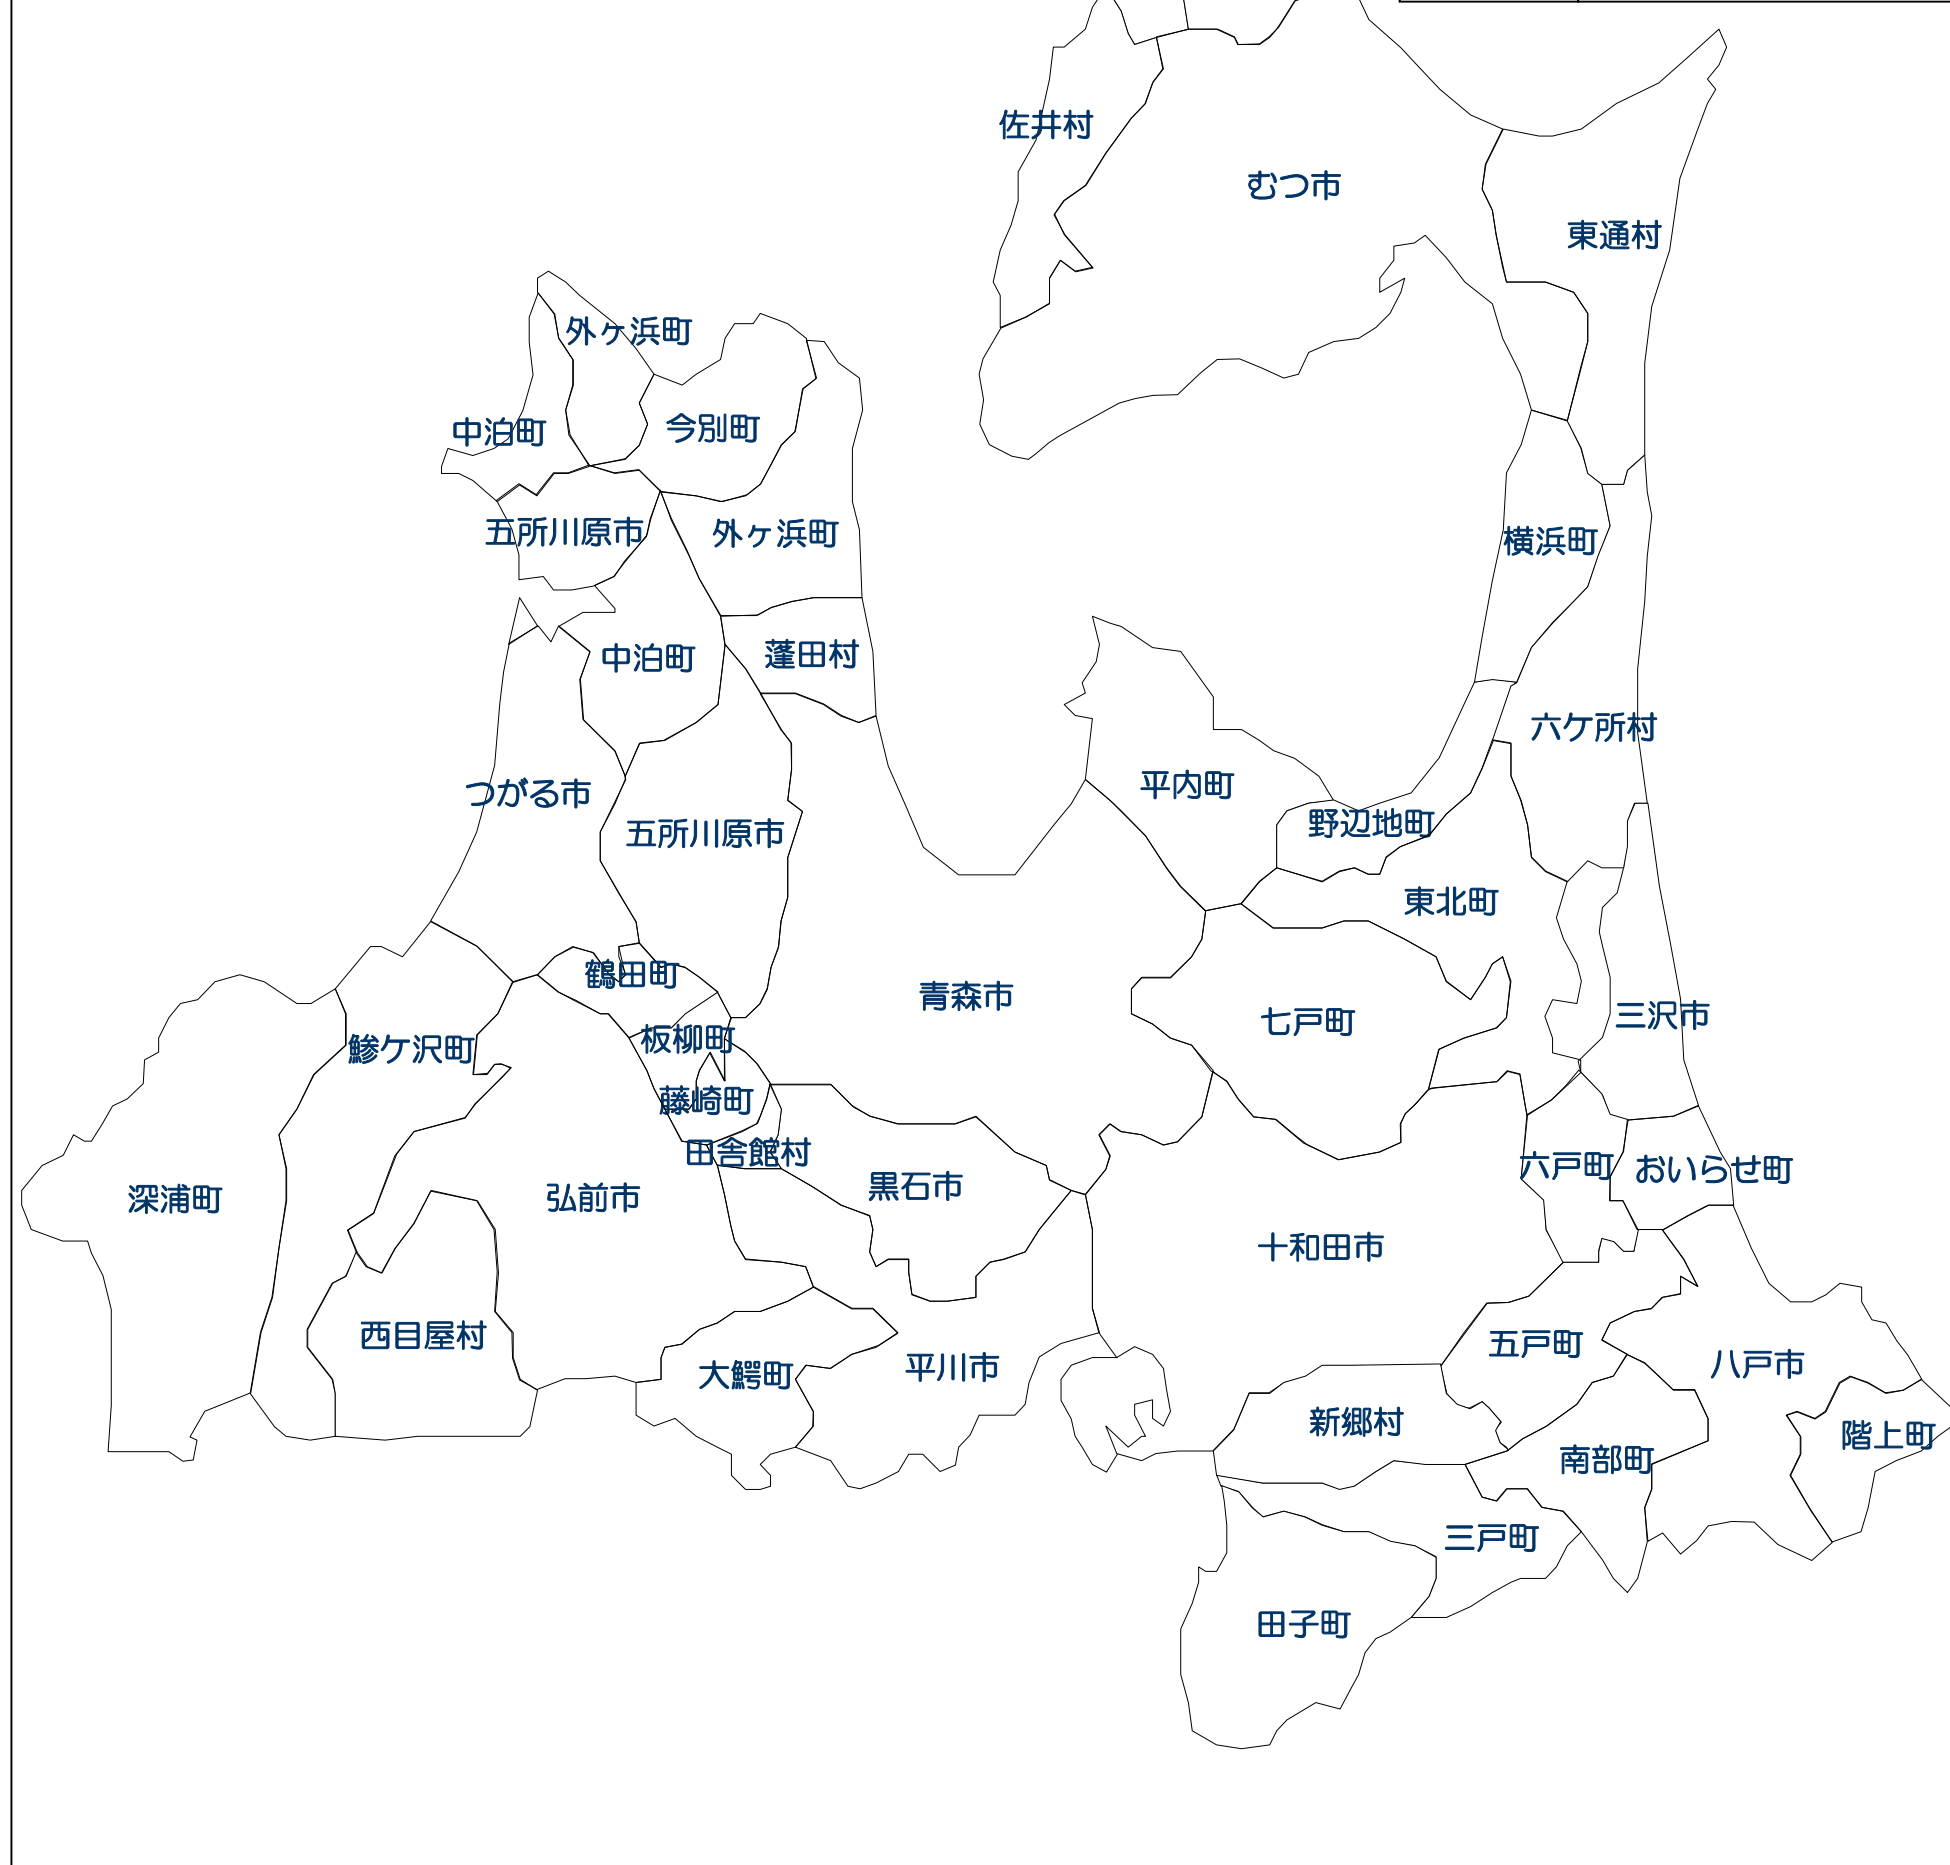 佐井村
むつ市
東通村
外ヶ浜町
中泊町
今別町
五所川原市
外ヶ浜町
横浜町
中泊町
蓬田村
六ケ所村
つがる市
平内町
野辺地町
五所川原市
東北町
鶴田町
青森市
三沢市
七戸町
板柳町
鰺ケ沢町
藤崎町
田舎館村
六戸町
おいらせ町
深浦町
弘前市
黒石市
十和田市
西目屋村
五戸町
八戸市
大鰐町
平川市
新郷村
階上町
南部町
三戸町
田子町